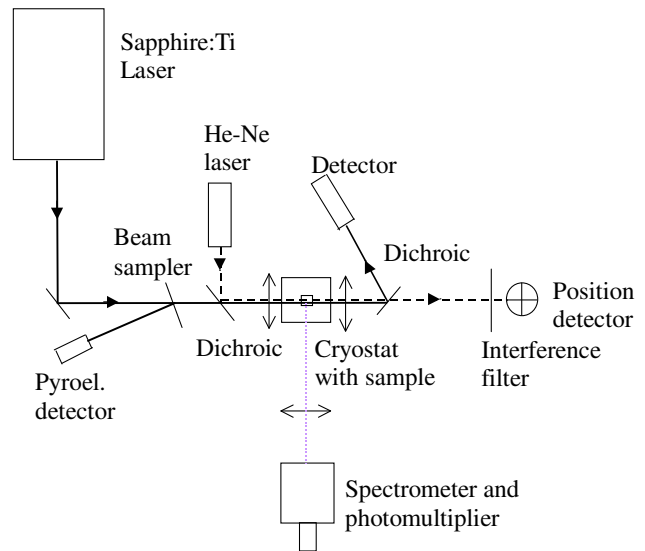 Sapphire:Ti
Laser
He-Ne
laser
Detector
Beam
sampler
Dichroic
Dichroic
Cryostat
with sample
Position
detector
Interference
filter
Pyroel.
detector
Spectrometer and
photomultiplier